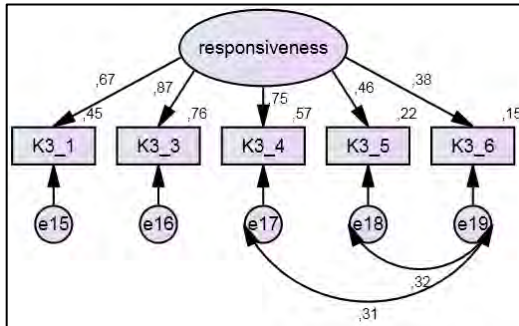 responsiveness
,67 ,87 ,75 ,46 ,38
,45 ,76 ,57 ,22 ,15
K3_1 K3_3 K3_4 K3_5 K3_6
e15 e16 e17 e18 e19
,32
,31